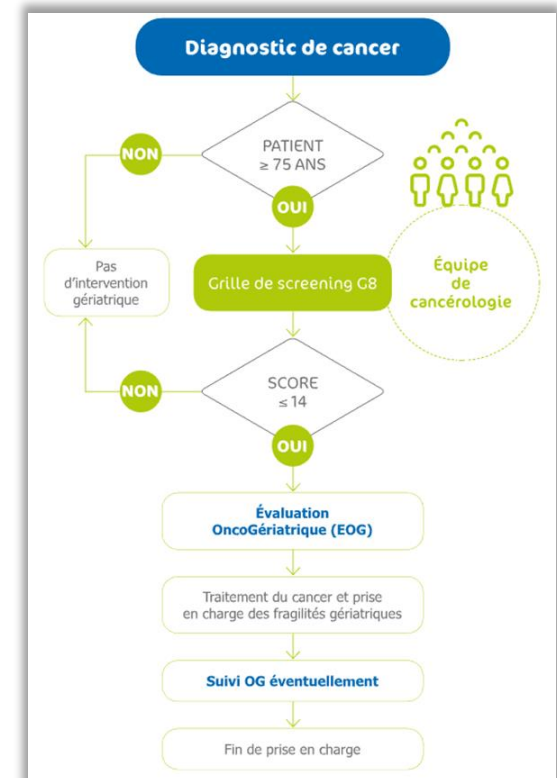 Diagnostic de cancer
PATIENT
≥ 75 ANS
NON
OUI
Pas
d'intervention
gériatrique
Grille de screening G8
Équipe
de
cancérologie
SCORE
≤ 14
NON
OUI
Évaluation
OncoGériatrique (EOG)
Traitement du cancer et prise
en charge des fragilités gériatriques
Suivi OG éventuellement
Fin de prise en charge